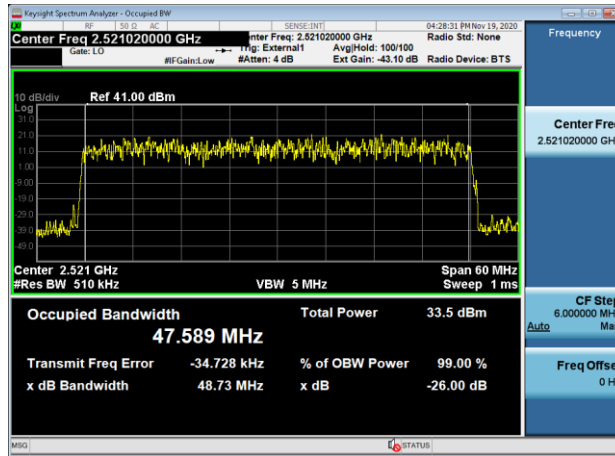 Keysight Spectrum Analyzer - Occupied BW
RF 50 Ω AC SENSE:INT 04:28:31 PM Nov 19, 2020
Center Freq 2.521020000 GHz enter Freq: 2.521020000 GHz Radio Std: None
Gate: LO Trig: External1 Avg|Hold: 100/100
#IFGain:Low #Atten: 4 dB Ext Gain: -43.10 dB Radio Device: BTS
Frequency
10 dB/div Ref 41.00 dBm
Log
31.0
21.0
11.0
1.00
-9.00
-19.0
-29.0
-39.0
-49.0
Center Fre
2.521020000 GH
Center 2.521 GHz Span 60 MHz
#Res BW 510 kHz VBW 5 MHz Sweep 1 ms
CF Step
6.000000 MH
Auto Ma
Occupied Bandwidth Total Power 33.5 dBm
47.589 MHz
Transmit Freq Error -34.728 kHz % of OBW Power 99.00 %
x dB Bandwidth 48.73 MHz x dB -26.00 dB
Freq Offse
0 H
MSG STATUS